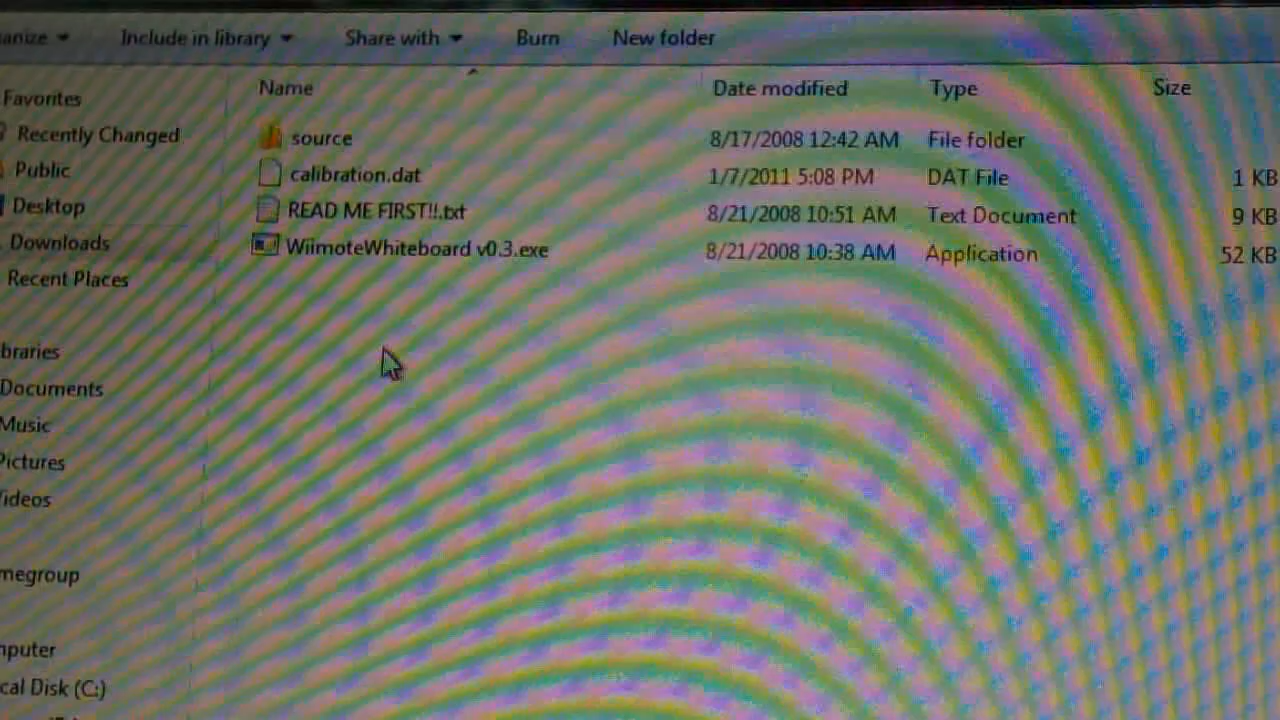 anize Include in library Share with Burn New folder
Name Date modified Type Size
Favorites
Recently Changed
Public
Desktop
Downloads
Recent Places
braries
Documents
Music
Pictures
Videos
megroup
mputer
cal Disk (C:)
source 8/17/2008 12:42 AM File folder
calibration.dat 1/7/2011 5:08 PM DAT File 1 KB
READ ME FIRST!!.txt 8/21/2008 10:51 AM Text Document 9 KB
WiimoteWhiteboard v0.3.exe 8/21/2008 10:38 AM Application 52 KB